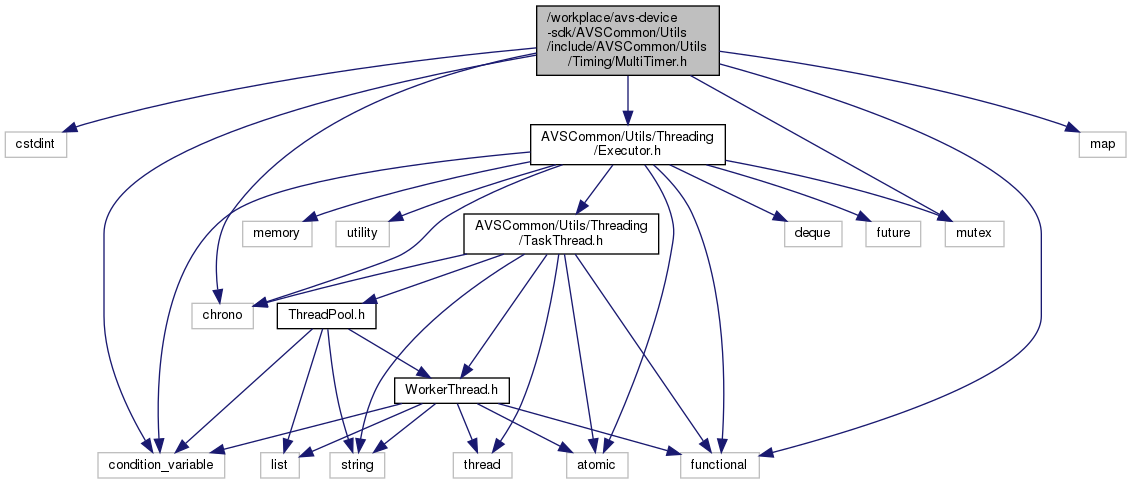 /workplace/avs-device
-sdk/AVSCommon/Utils
/include/AVSCommon/Utils
/Timing/MultiTimer.h
cstdint
AVSCommon/Utils/Threading
/Executor.h
map
memory
utility
AVSCommon/Utils/Threading
/TaskThread.h
deque
future
mutex
chrono
ThreadPool.h
WorkerThread.h
condition_variable
list
string
thread
atomic
functional